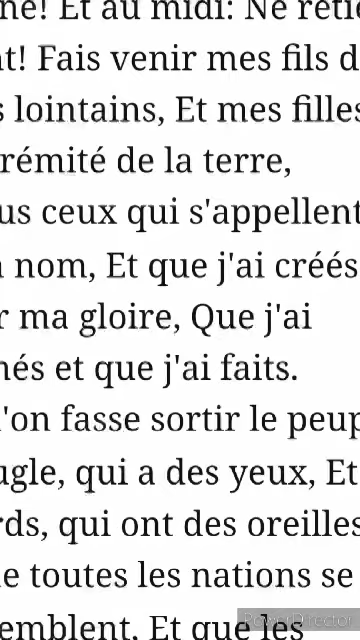 ne! Et au midi: Ne retie
t! Fais venir mes fils d
s lointains, Et mes filles
rémité de la terre,
us ceux qui s'appellent
nom, Et que j'ai créés
r ma gloire, Que j'ai
nés et que j'ai faits.
'on fasse sortir le peup
ugle, qui a des yeux, Et
rds, qui ont des oreilles
e toutes les nations se
emblent, Et que les
PowerDirector